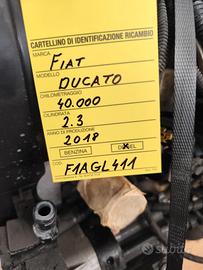 CARTELLINO DI IDENTIFICAZIONE RICAMBIO
MARCA
FIAT
MODELLO
DUCATO
CHILOMETRAGGIO
40.000
CILINDRATA
2.3
ANNO DI PRODUZIONE
2018
BENZINA DIESEL
COD.
F1AGL411
subito